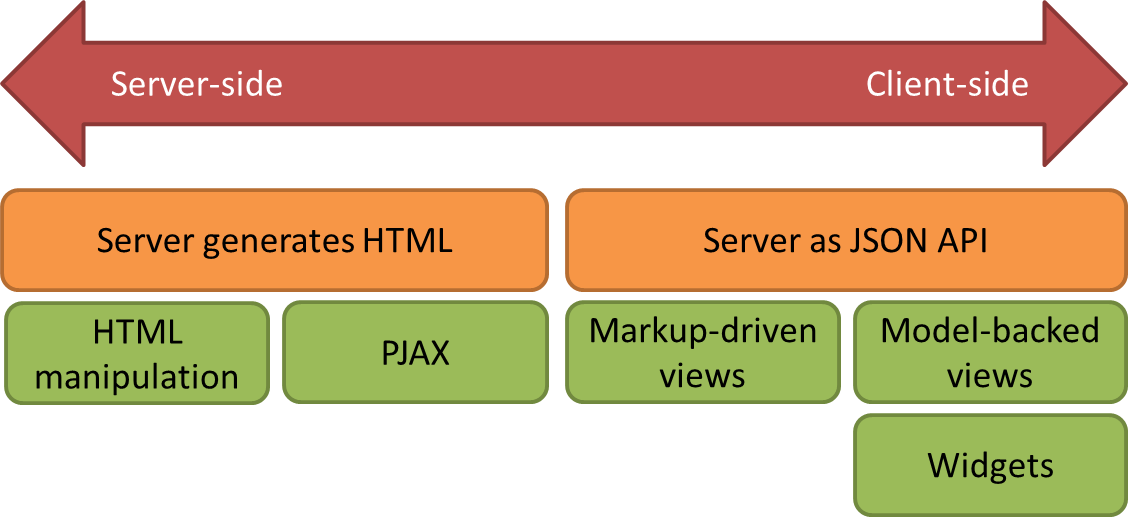 Server-side
Client-side
Server generates HTML
Server as JSON API
HTML
manipulation
PJAX
Markup-driven
views
Model-backed
views
Widgets